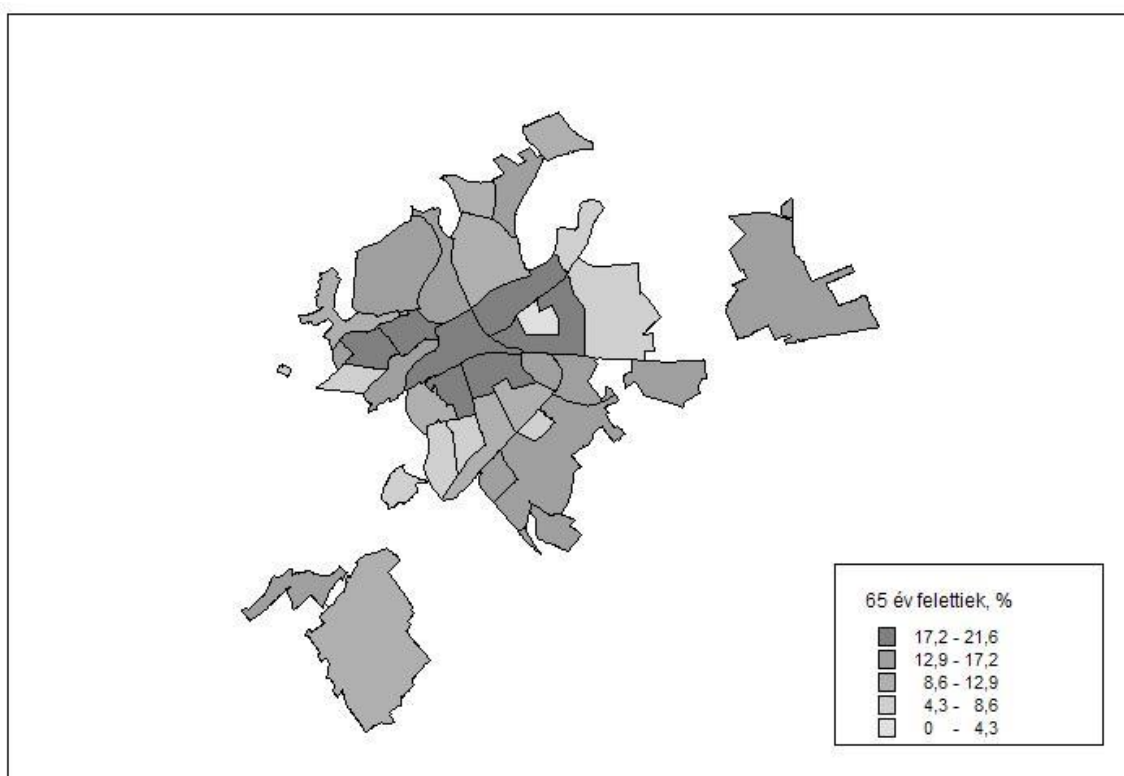 65 év felettiek, %
17,2 - 21,6
12,9 - 17,2
8,6 - 12,9
4,3 - 8,6
0 - 4,3